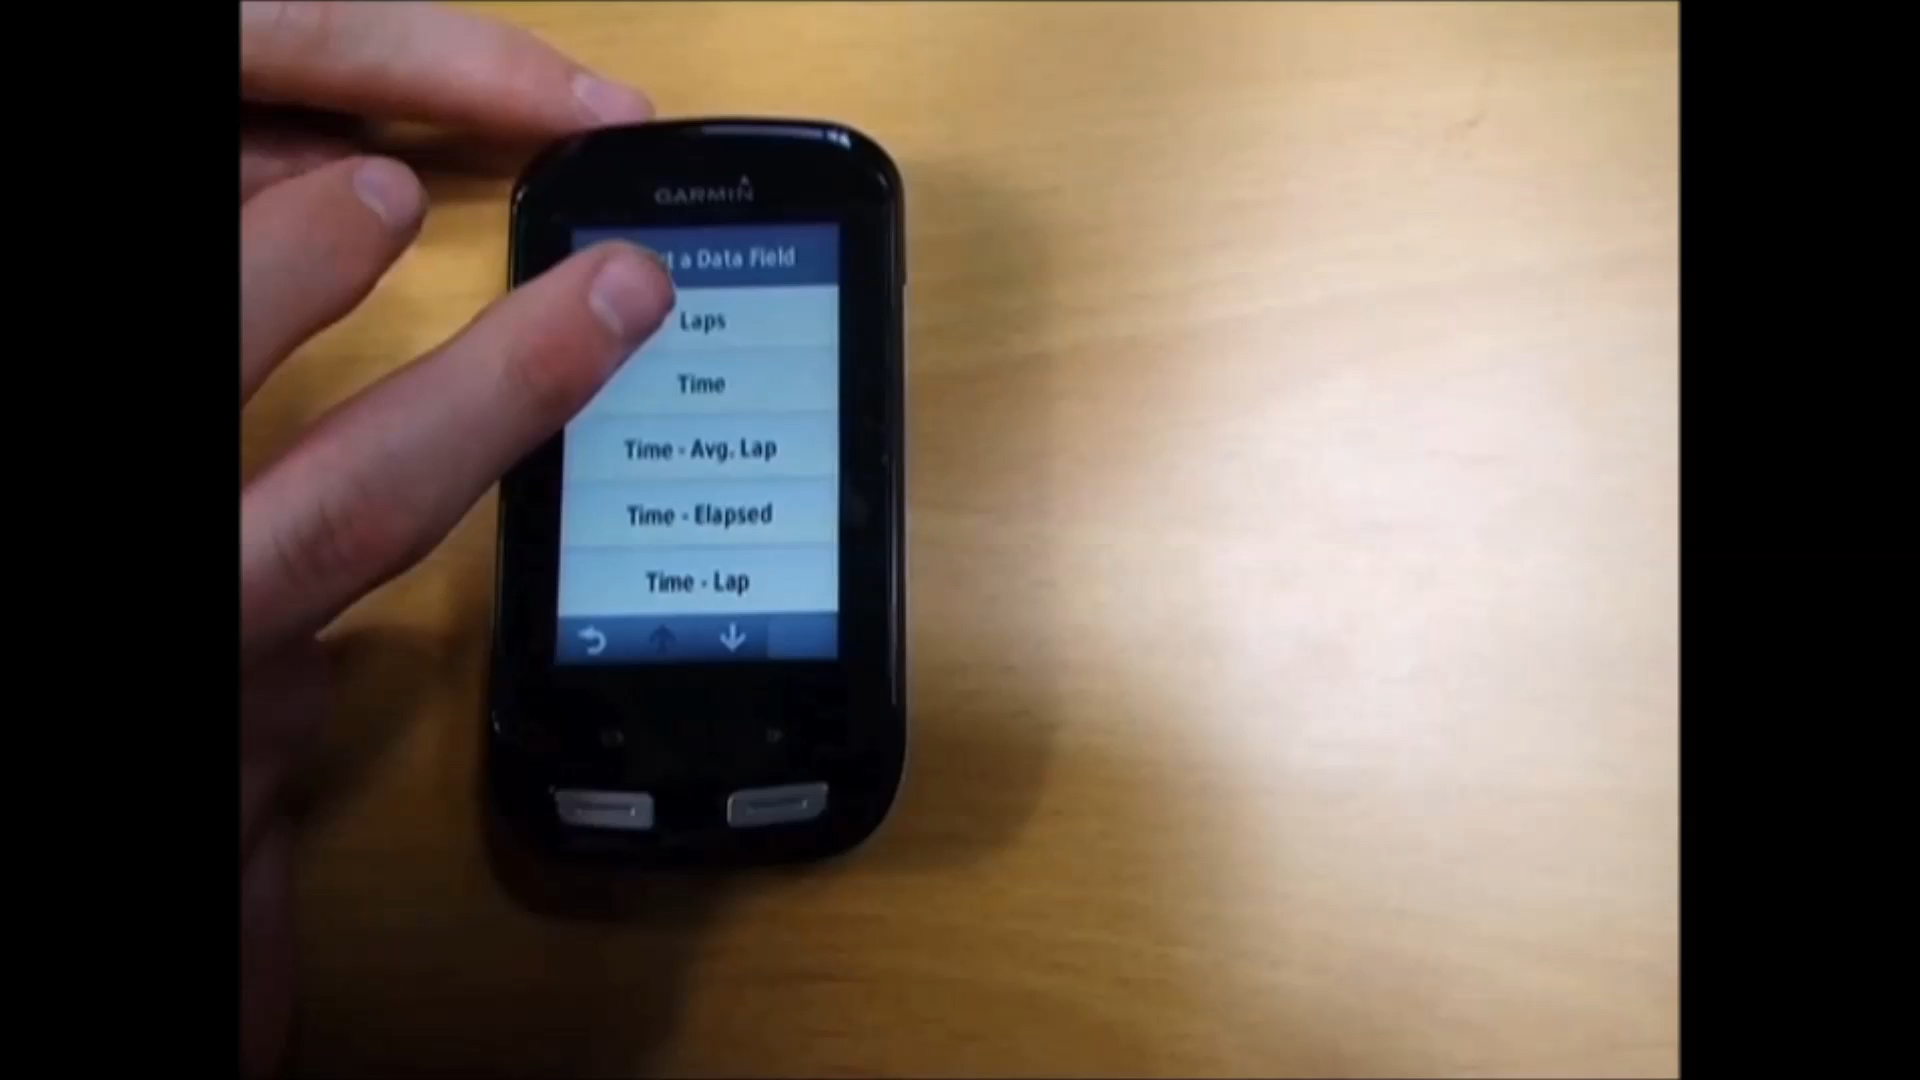 GARMIN
a Data Field
Laps
Time
Time - Avg. Lap
Time - Elapsed
Time - Lap